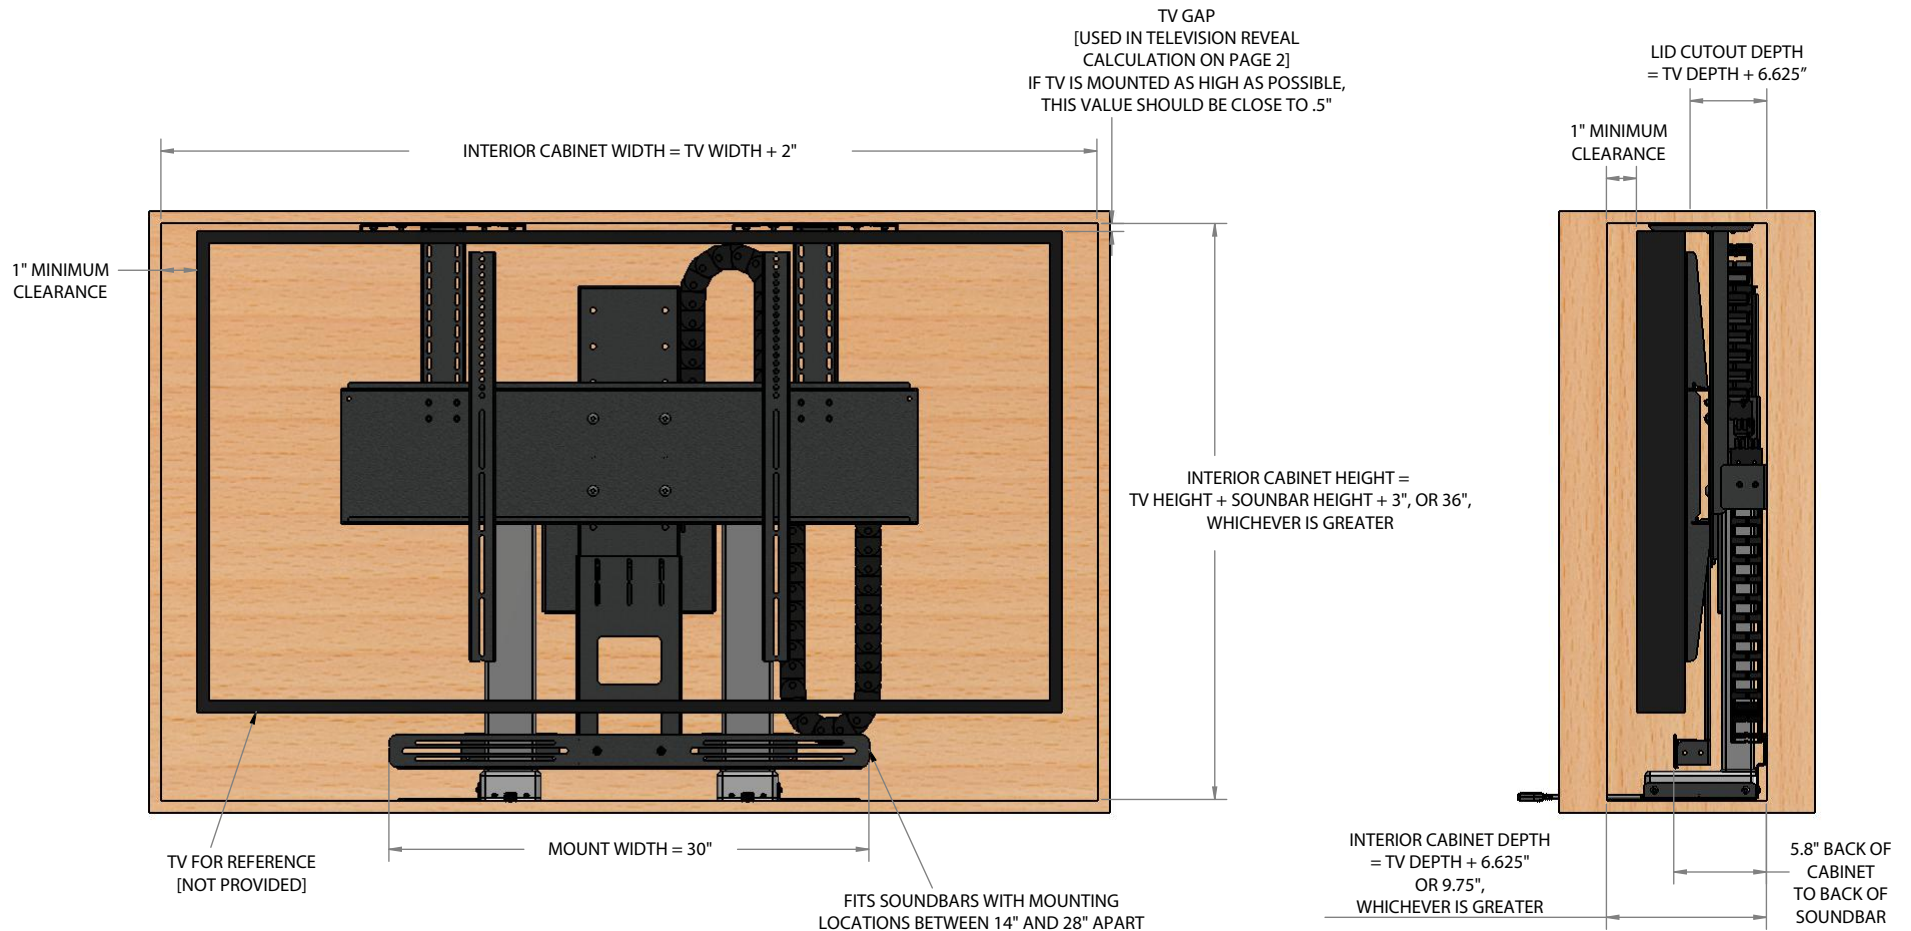 TV GAP
[USED IN TELEVISION REVEAL
CALCULATION ON PAGE 2]
IF TV IS MOUNTED AS HIGH AS POSSIBLE,
THIS VALUE SHOULD BE CLOSE TO .5"
LID CUTOUT DEPTH
= TV DEPTH + 6.625"
1" MINIMUM
CLEARANCE
INTERIOR CABINET WIDTH = TV WIDTH + 2"
1" MINIMUM
CLEARANCE
INTERIOR CABINET HEIGHT =
TV HEIGHT + SOUNBAR HEIGHT + 3", OR 36",
WHICHEVER IS GREATER
TV FOR REFERENCE
[NOT PROVIDED]
MOUNT WIDTH = 30"
FITS SOUNDBARS WITH MOUNTING
LOCATIONS BETWEEN 14" AND 28" APART
INTERIOR CABINET DEPTH
= TV DEPTH + 6.625"
OR 9.75",
WHICHEVER IS GREATER
5.8" BACK OF
CABINET
TO BACK OF
SOUNDBAR